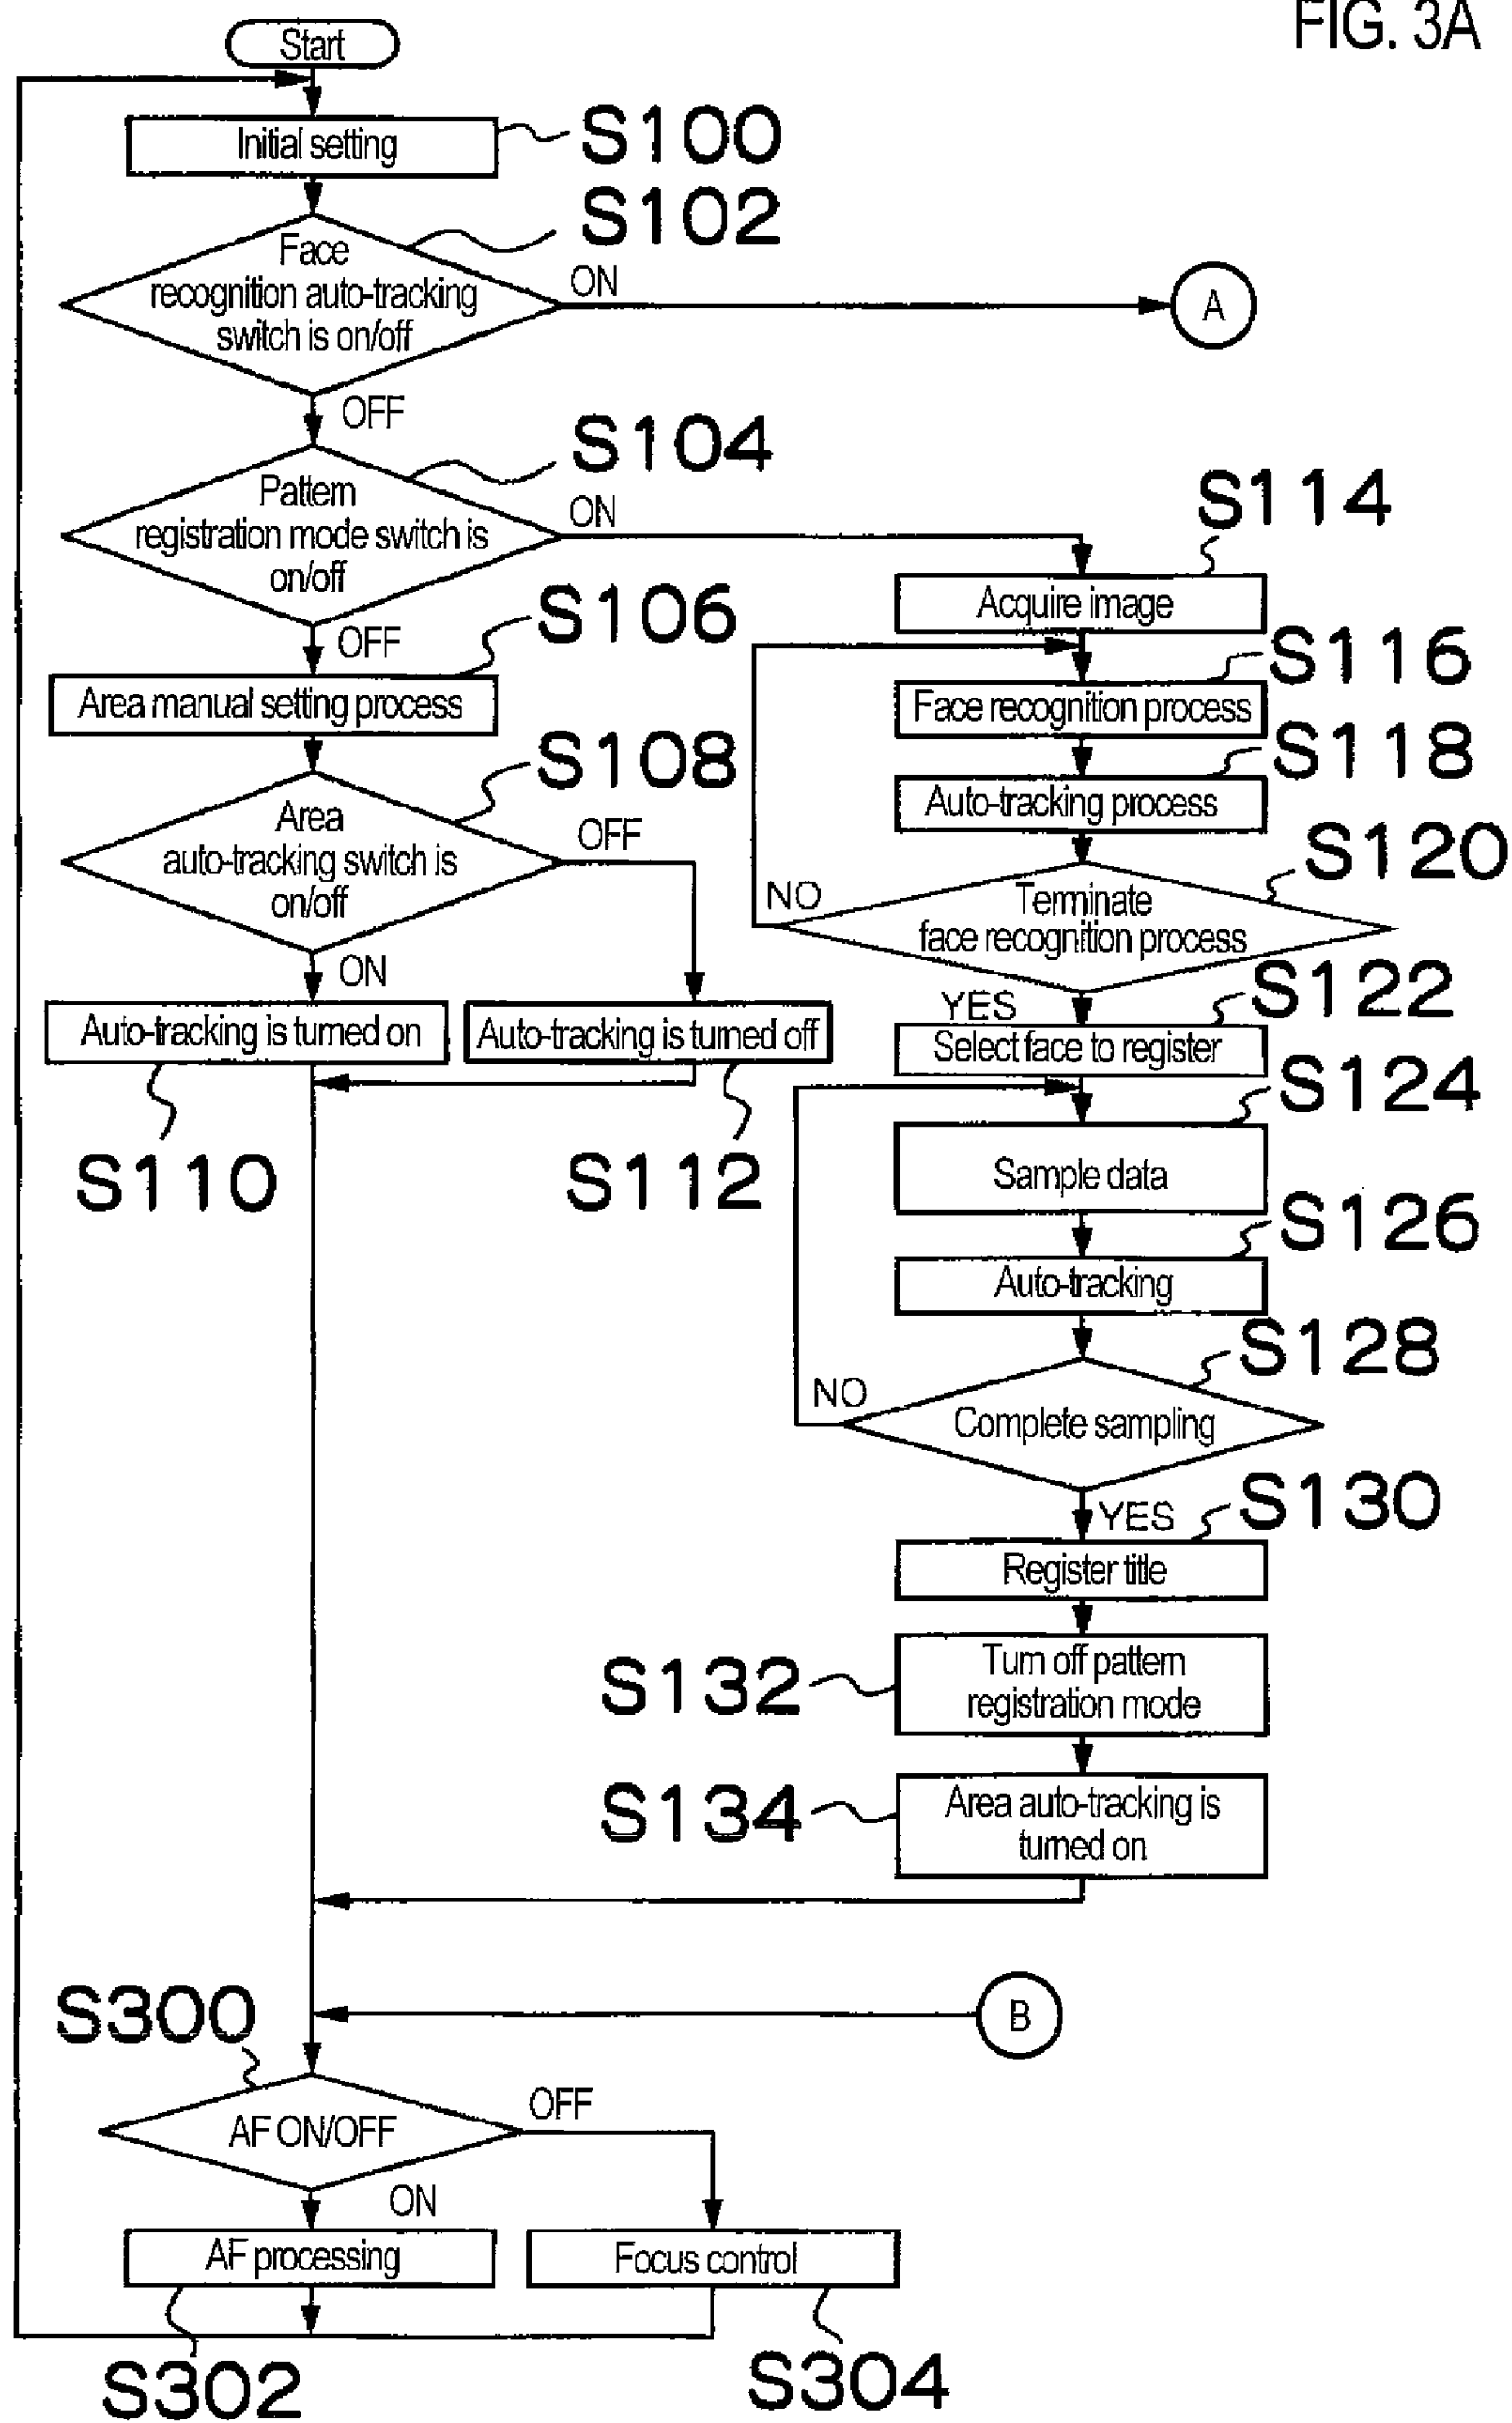 FIG. 3A
Start
Initial setting
S100
Face
recognition auto-tracking
switch is on/off
S102
ON
A
OFF
Pattern
registration mode switch is
on/off
S104
ON
OFF
Area manual setting process
S106
Area
auto-tracking switch is
on/off
S108
OFF
ON
Auto-tracking is turned on
S110
Auto-tracking is turned off
S112
S114
Acquire image
S116
Face recognition process
S118
Auto-tracking process
S120
Terminate
face recognition process
NO
YES
S122
Select face to register
S124
Sample data
S126
Auto-tracking
S128
Complete sampling
NO
YES
S130
Register title
S132
Turn off pattern
registration mode
S134
Area auto-tracking is
turned on
B
S300
AF ON/OFF
OFF
ON
AF processing
S302
Focus control
S304